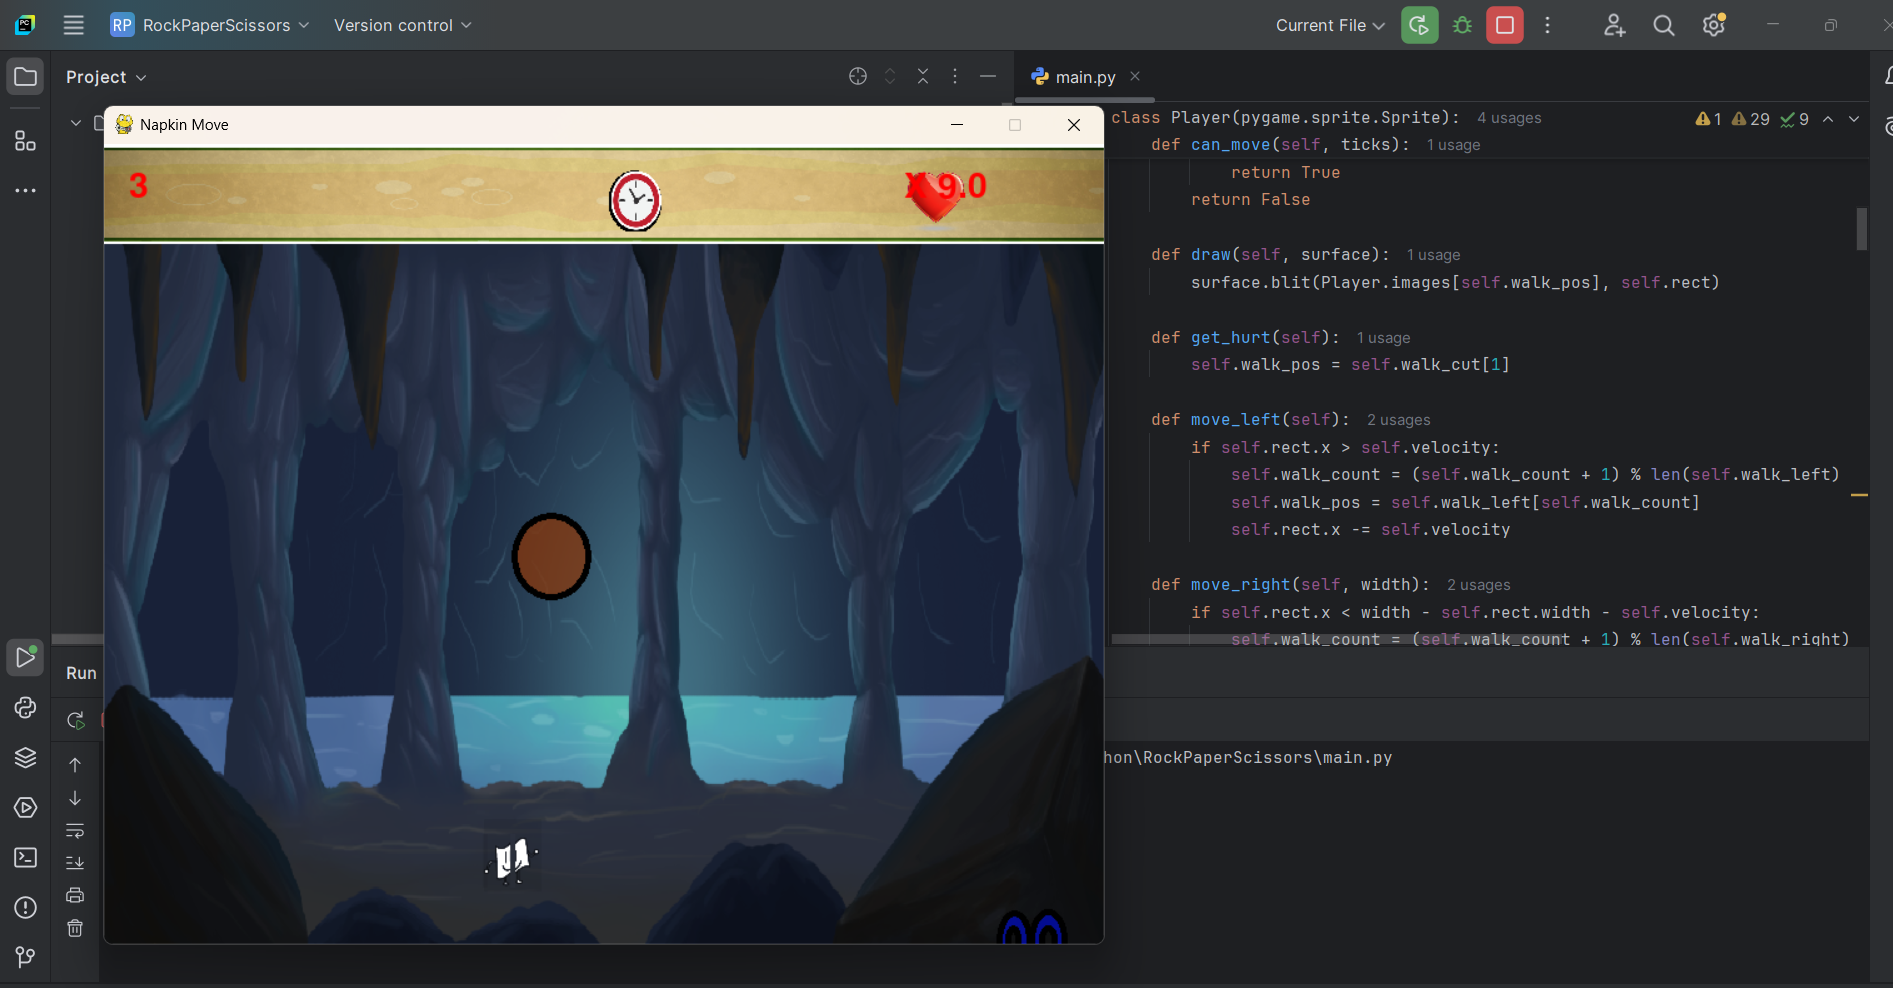 PC
RP RockPaperScissors
Version control
Current File
Project
main.py
Napkin Move
3
X 9.0
class Player(pygame.sprite.Sprite): 4 usages
1 29 9
def can_move(self, ticks): 1 usage
return True
return False
def draw(self, surface): 1 usage
surface.blit(Player.images[self.walk_pos], self.rect)
def get_hurt(self): 1 usage
self.walk_pos = self.walk_cut[1]
def move_left(self): 2 usages
if self.rect.x > self.velocity:
self.walk_count = (self.walk_count + 1) % len(self.walk_left)
self.walk_pos = self.walk_left[self.walk_count]
self.rect.x -= self.velocity
def move_right(self, width): 2 usages
if self.rect.x < width - self.rect.width - self.velocity:
self.walk_count = (self.walk_count + 1) % len(self.walk_right)
Run
hon\RockPaperScissors\main.py